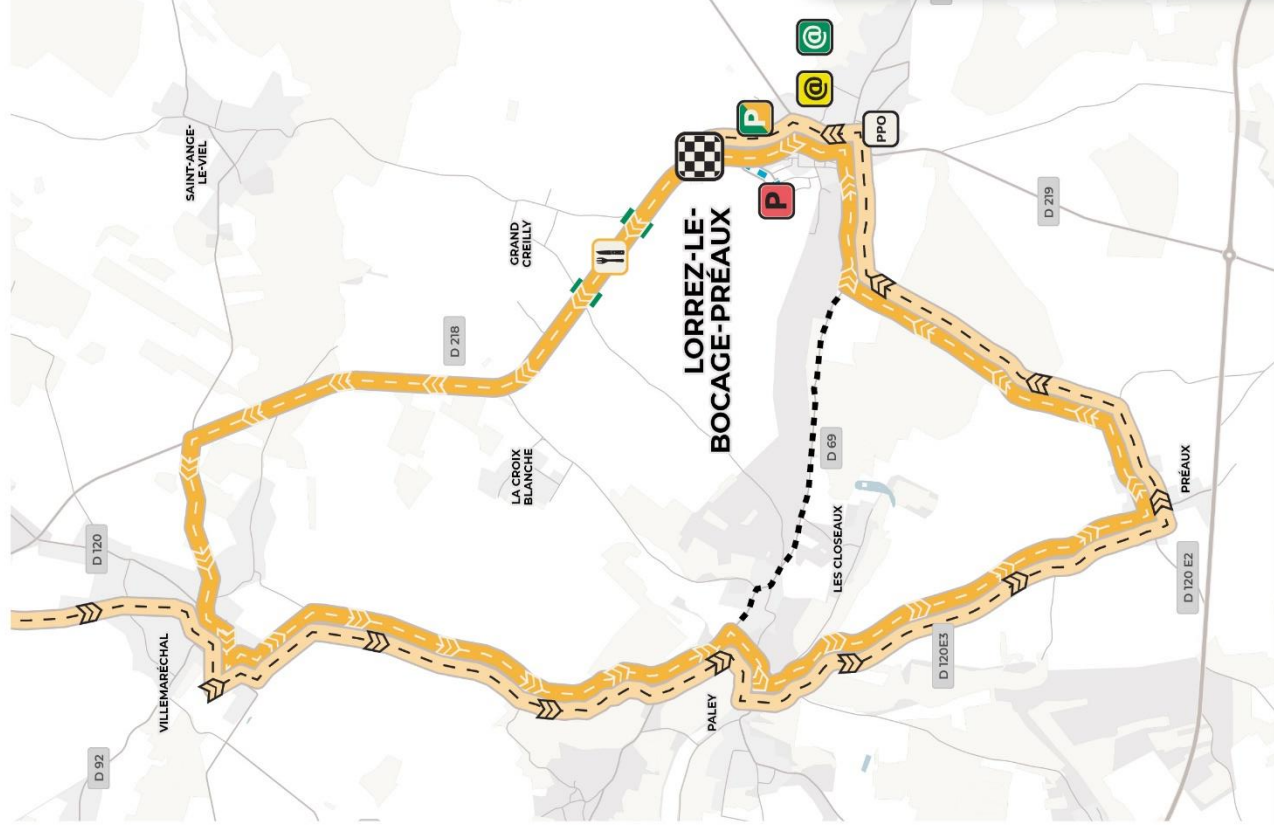 SAINT-ANGE-
LE-VIEL
GRAND
CREILLY
D 218
LA CROIX
BLANCHE
D 120
VILLEMARÉCHAL
D 92
LORREZ-LE-
BOCAGE-PRÉAUX
P
P
@
@
PPO
D 219
D 69
LES CLOSEAUX
PALEY
D 120E3
D 120 E2
PRÉAUX